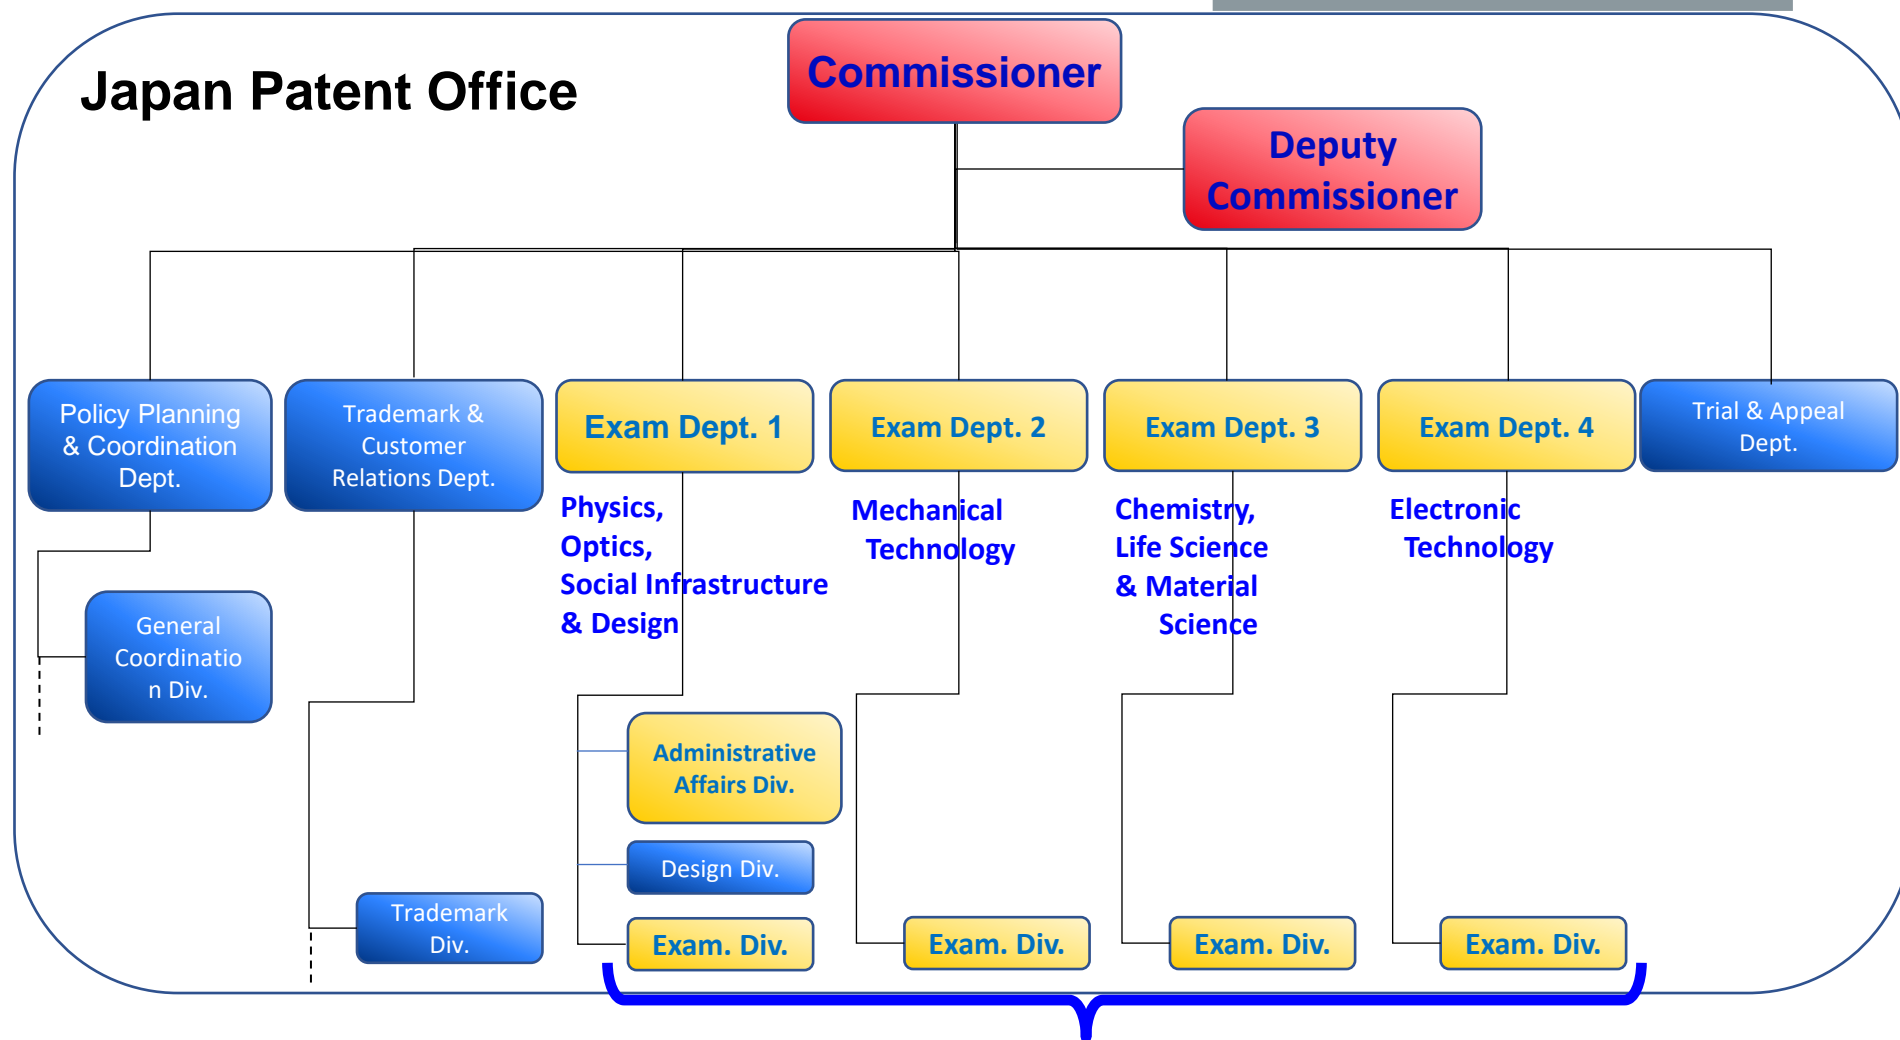 Japan Patent Office
Commissioner
Deputy
Commissioner
Policy Planning
& Coordination
Dept.
Trademark &
Customer
Relations Dept.
Exam Dept. 1
Exam Dept. 2
Exam Dept. 3
Exam Dept. 4
Trial & Appeal
Dept.
Physics,
Optics,
Social Infrastructure
& Design
Mechanical
Technology
Chemistry,
Life Science
& Material
Science
Electronic
Technology
General
Coordinatio
n Div.
Administrative
Affairs Div.
Design Div.
Trademark
Div.
Exam. Div.
Exam. Div.
Exam. Div.
Exam. Div.